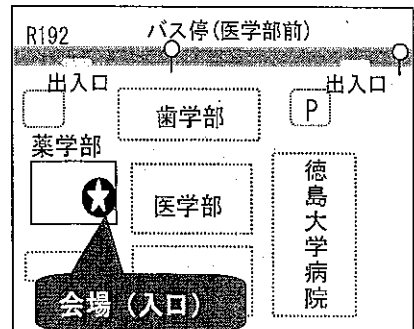 R192
バス停(医学部前)
出入口
出入口
歯学部
P
薬学部
医学部
徳島大学病院
会場（入口）